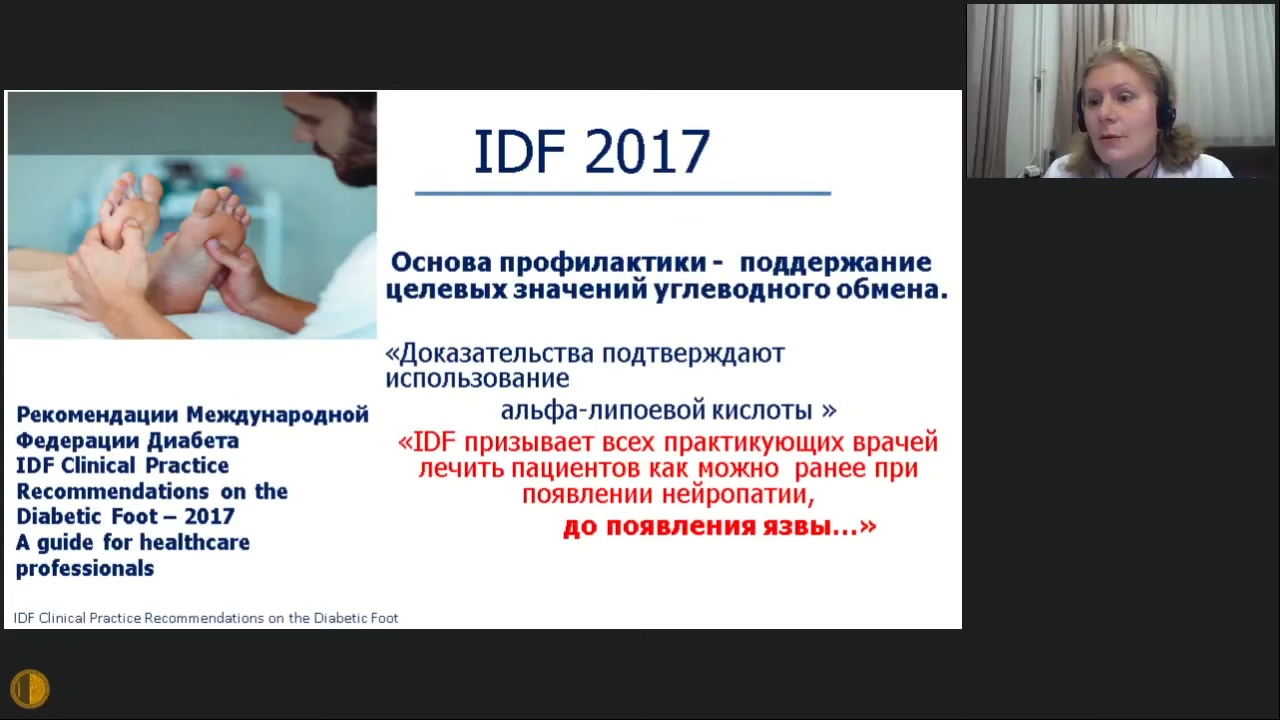 IDF 2017
Основа профилактики - поддержание
целевых значений углеводного обмена.
«Доказательства подтверждают
использование
альфа-липоевой кислоты »
«IDF призывает всех практикующих врачей
лечить пациентов как можно ранее при
появлении нейропатии,
до появления язвы...»
Рекомендации Международной
Федерации Диабета
IDF Clinical Practice
Recommendations on the
Diabetic Foot – 2017
A guide for healthcare
professionals
IDF Clinical Practice Recommendations on the Diabetic Foot